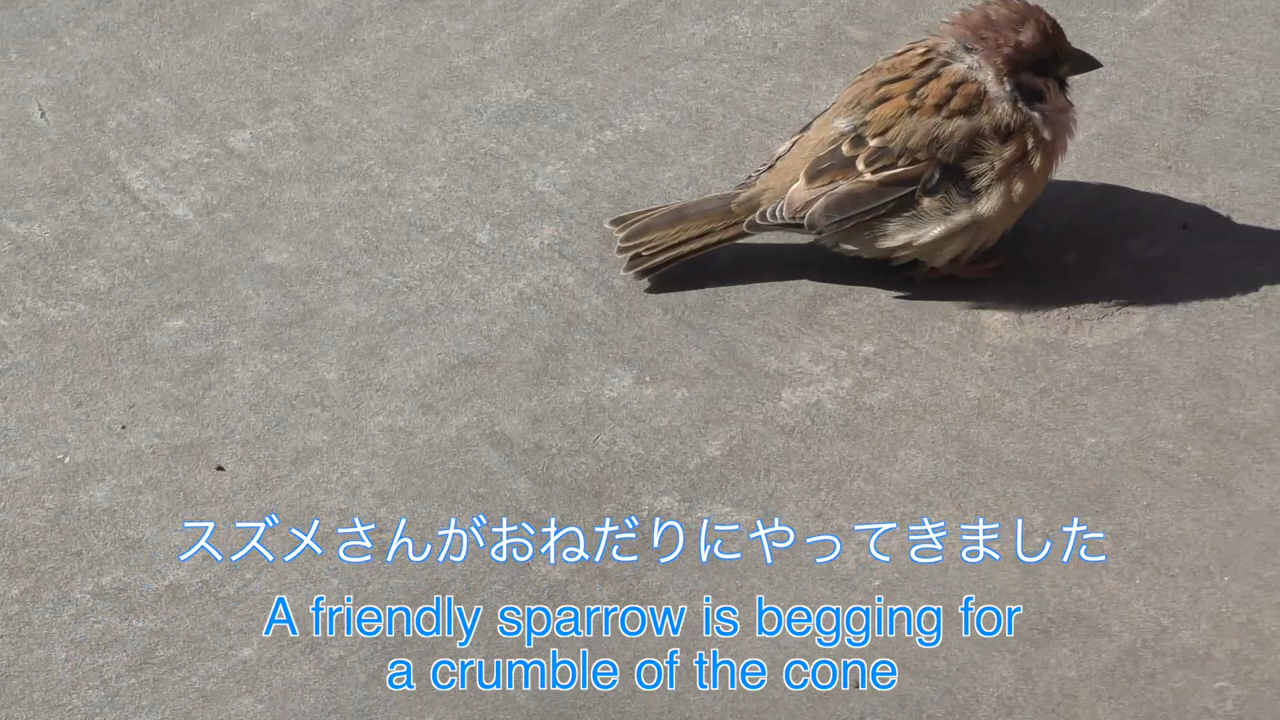 スズメさんがおねだりにやってきました
A friendly sparrow is begging for
a crumble of the cone